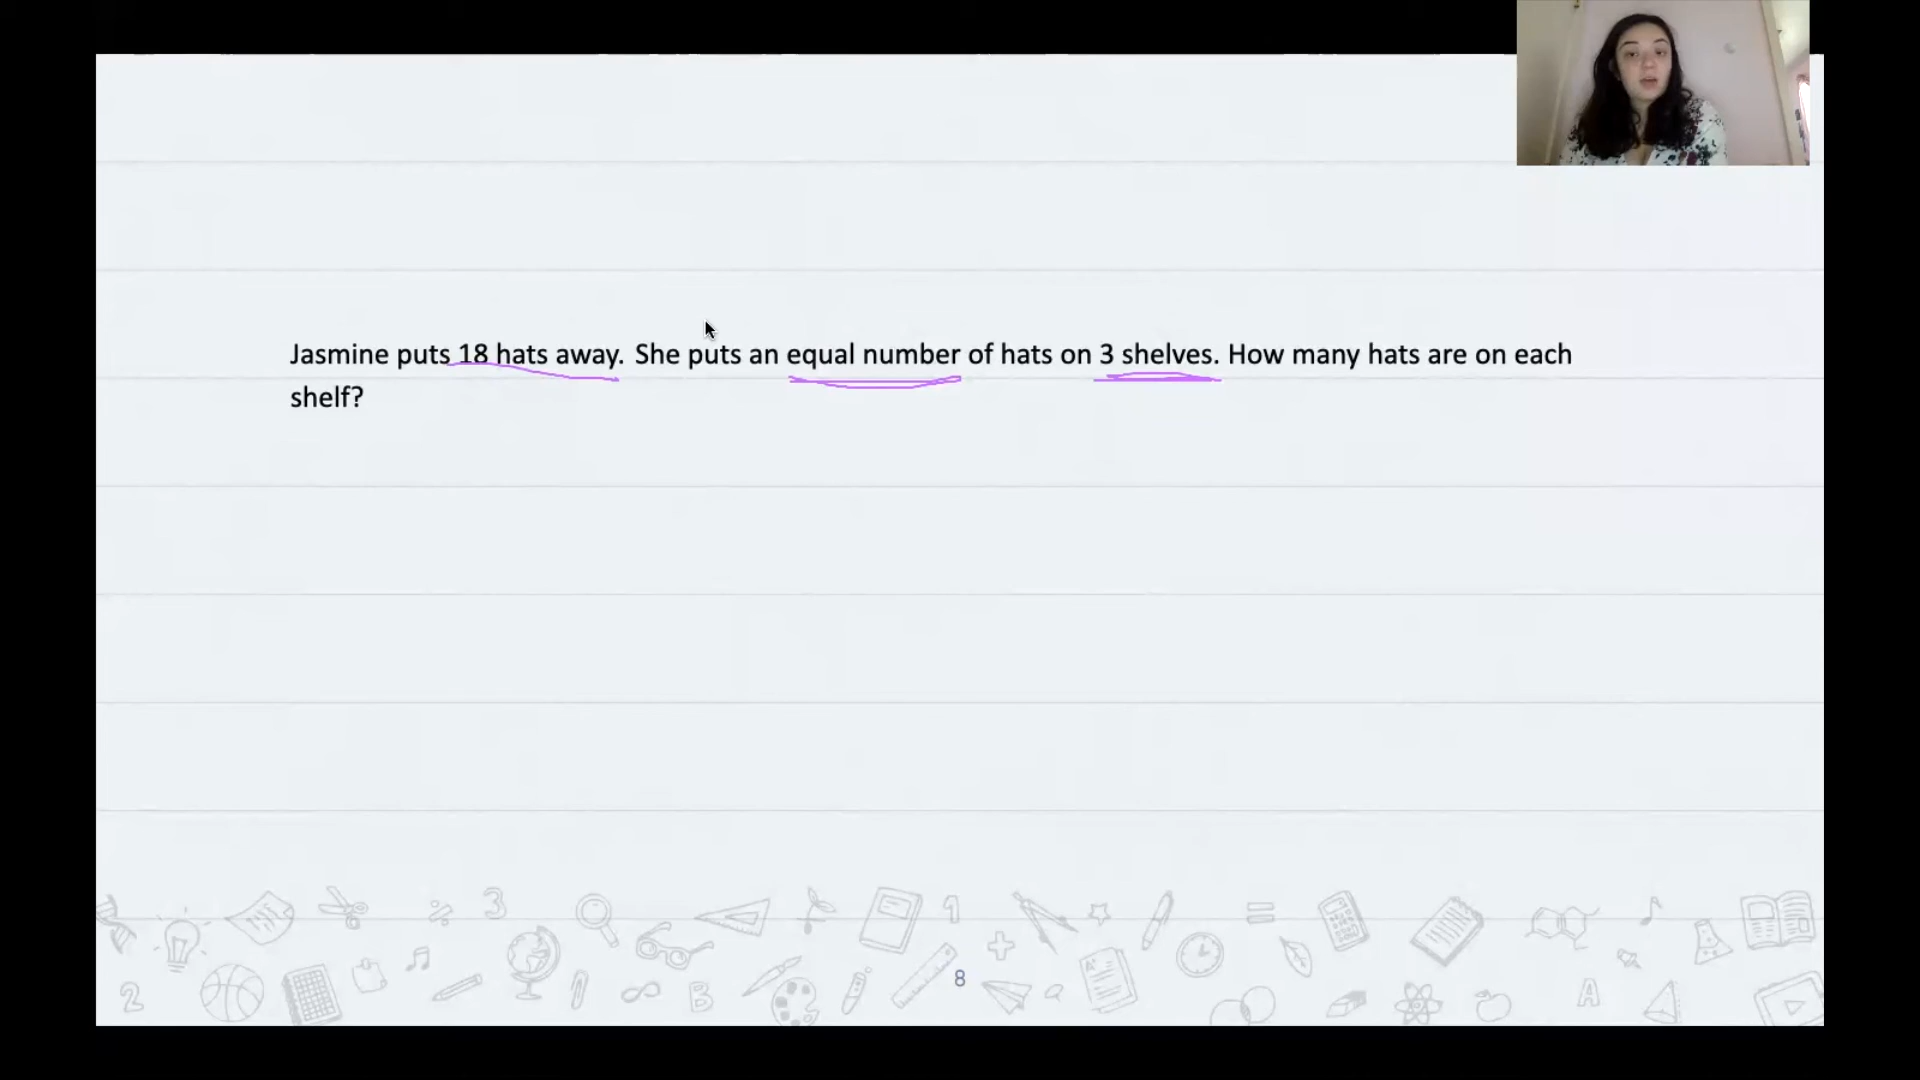 Jasmine puts 18 hats away. She puts an equal number of hats on 3 shelves. How many hats are on each
shelf?
8